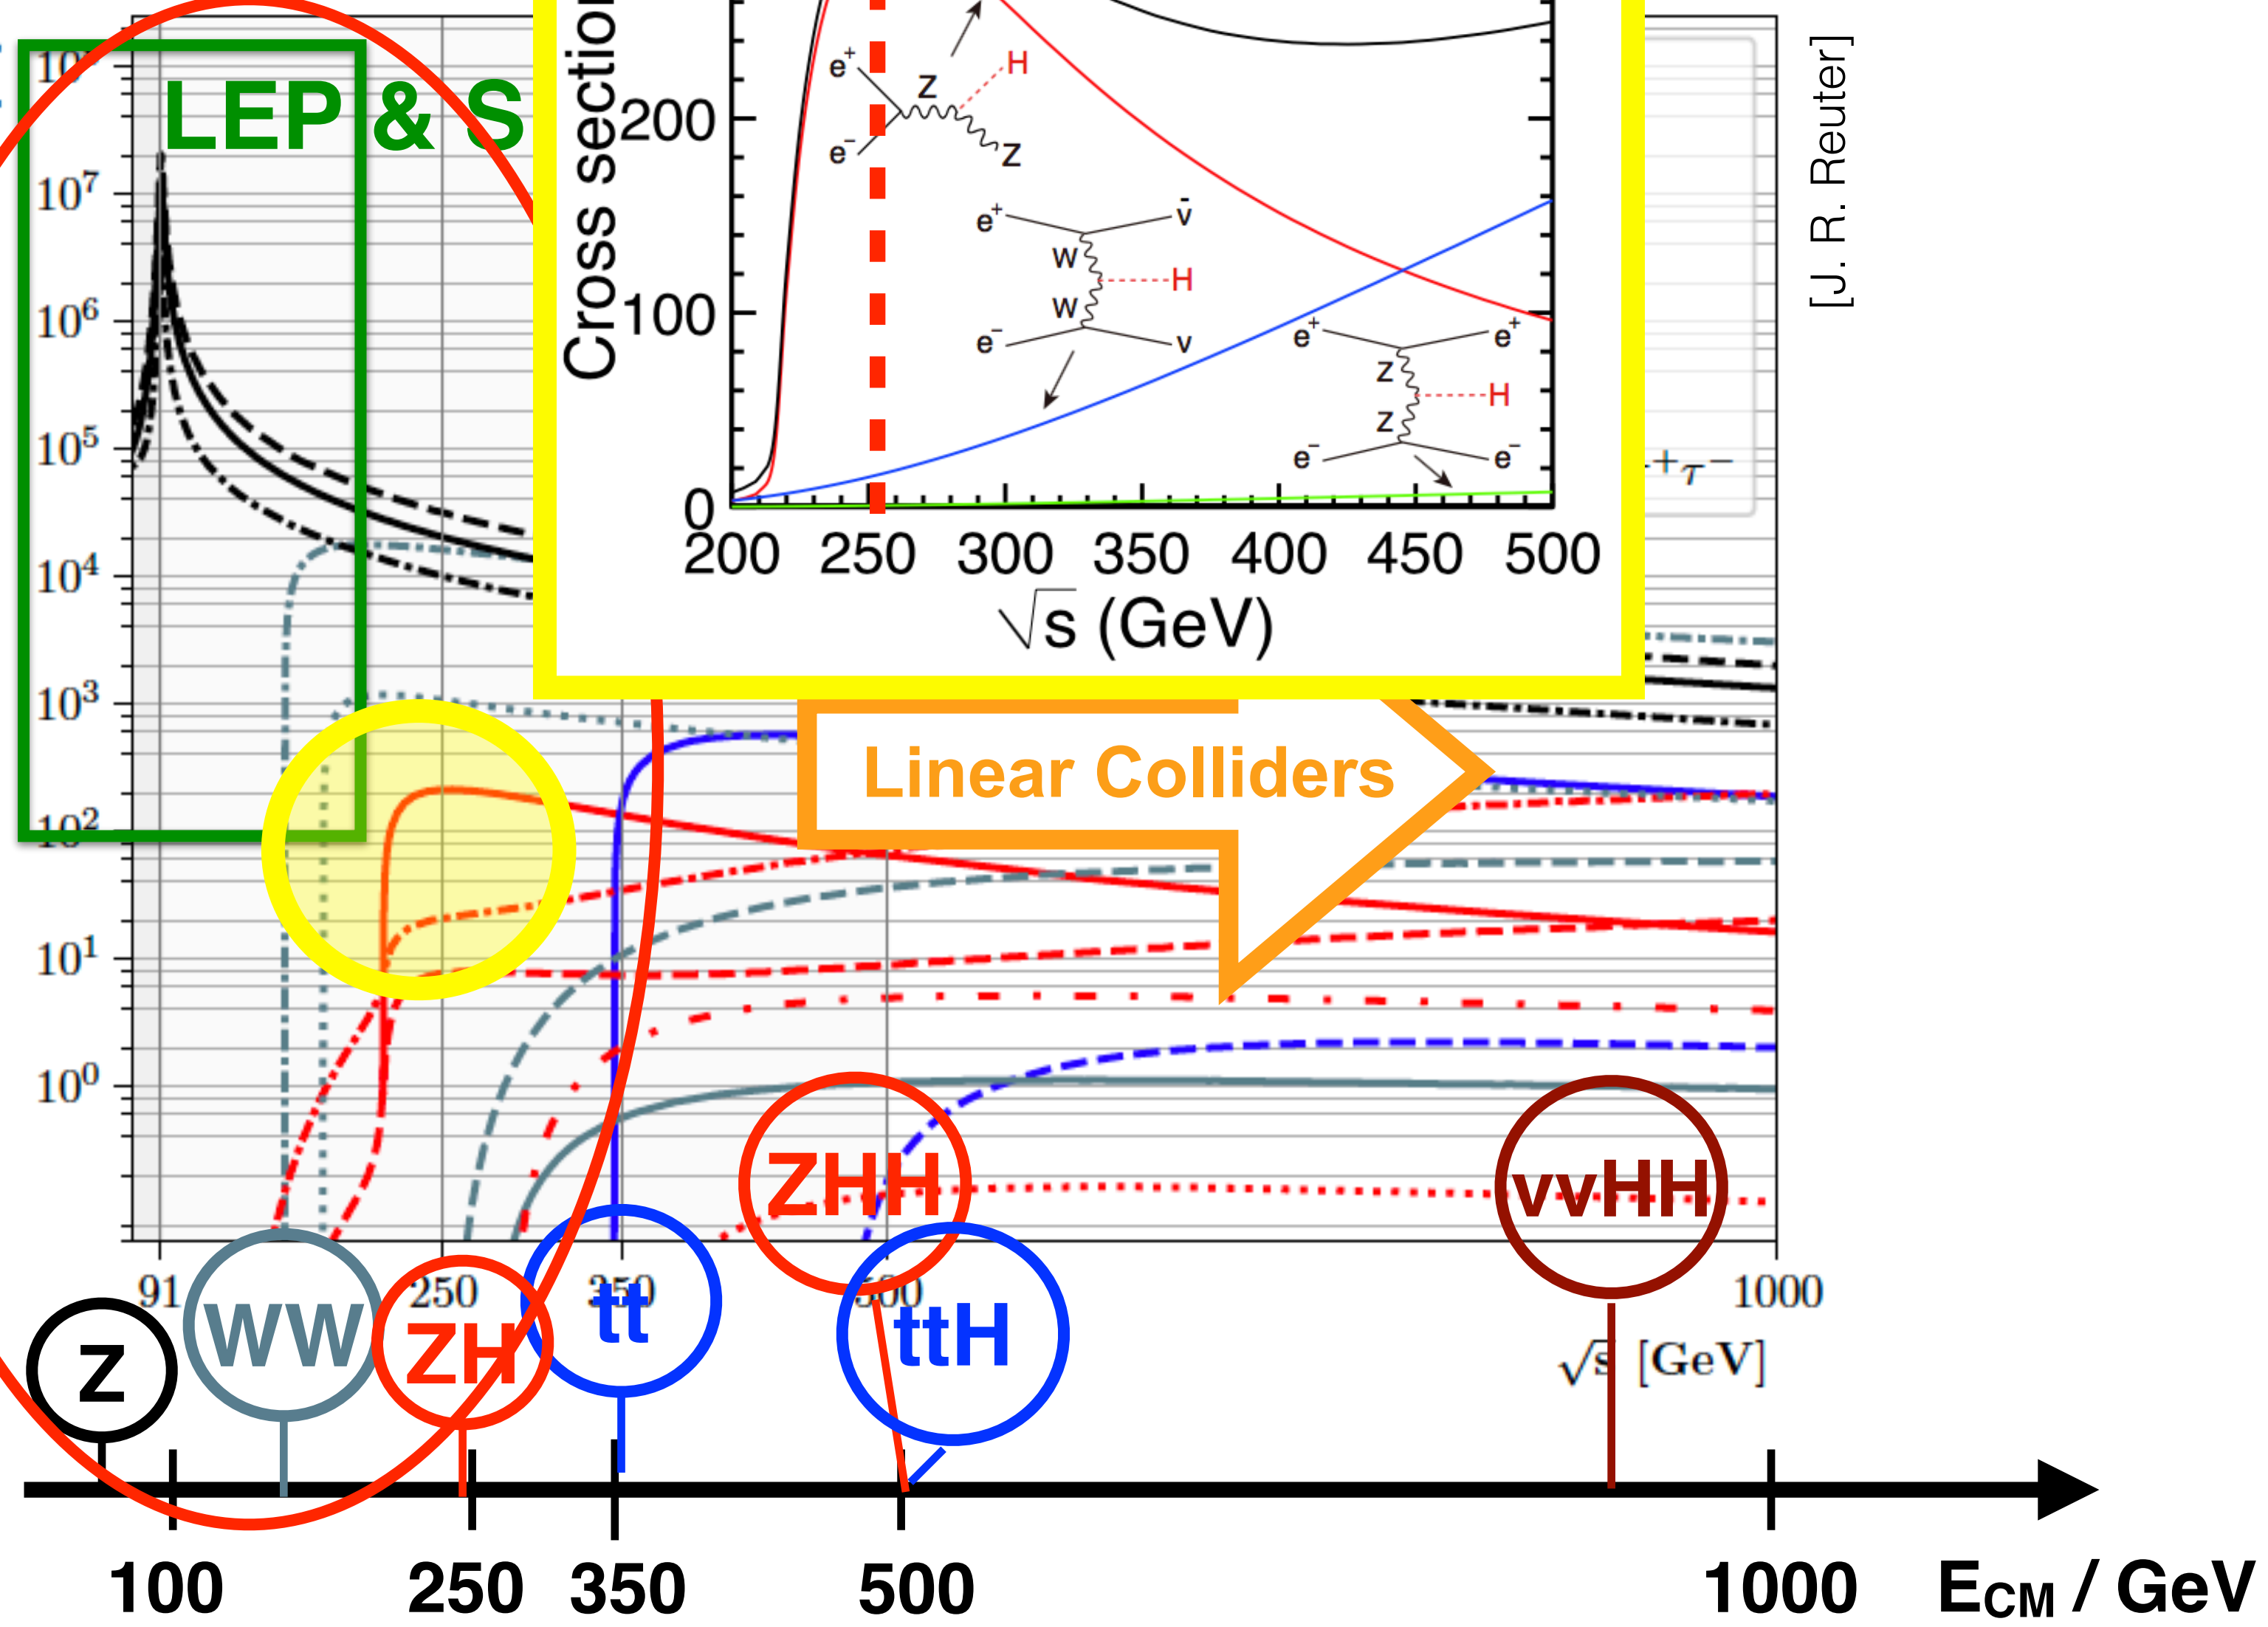 LEP & S
10⁷
10⁶
10⁵
10⁴
10³
10²
10¹
10⁰
Cross section
200
100
0
200 250 300 350 400 450 500
√s (GeV)
e⁺
e⁻
Z
H
Z
e⁺
e⁻
W
W
H
ν̄
ν
e⁺
e⁻
Z
Z
H
e⁺
e⁻
[J. R. Reuter]
+τ⁻
Linear Colliders
ZHH
vvHH
91 250 350 500 1000
√s [GeV]
Z
WW
ZH
tt
ttH
100 250 350 500 1000 E_CM / GeV